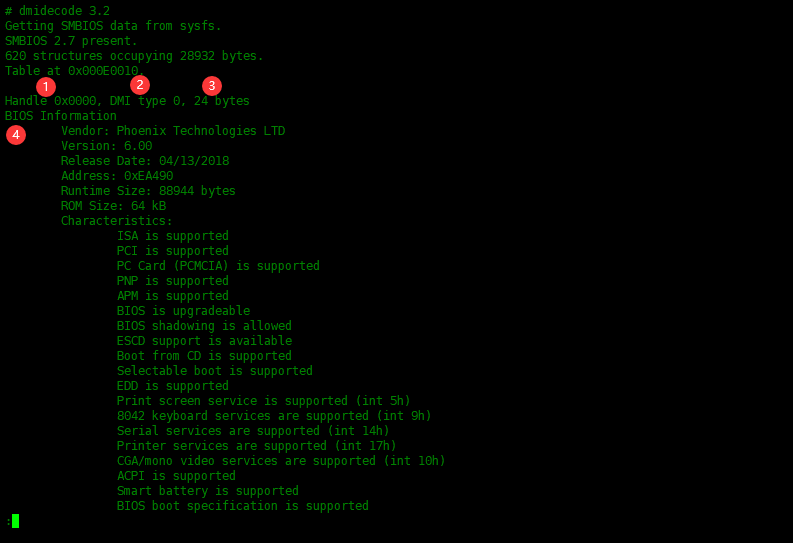 # dmidecode 3.2
Getting SMBIOS data from sysfs.
SMBIOS 2.7 present.
620 structures occupying 28932 bytes.
Table at 0x000E0010.
1 2 3
Handle 0x0000, DMI type 0, 24 bytes
BIOS Information
4 Vendor: Phoenix Technologies LTD
Version: 6.00
Release Date: 04/13/2018
Address: 0xEA490
Runtime Size: 88944 bytes
ROM Size: 64 kB
Characteristics:
ISA is supported
PCI is supported
PC Card (PCMCIA) is supported
PNP is supported
APM is supported
BIOS is upgradeable
BIOS shadowing is allowed
ESCD support is available
Boot from CD is supported
Selectable boot is supported
EDD is supported
Print screen service is supported (int 5h)
8042 keyboard services are supported (int 9h)
Serial services are supported (int 14h)
Printer services are supported (int 17h)
CGA/mono video services are supported (int 10h)
ACPI is supported
Smart battery is supported
BIOS boot specification is supported
: